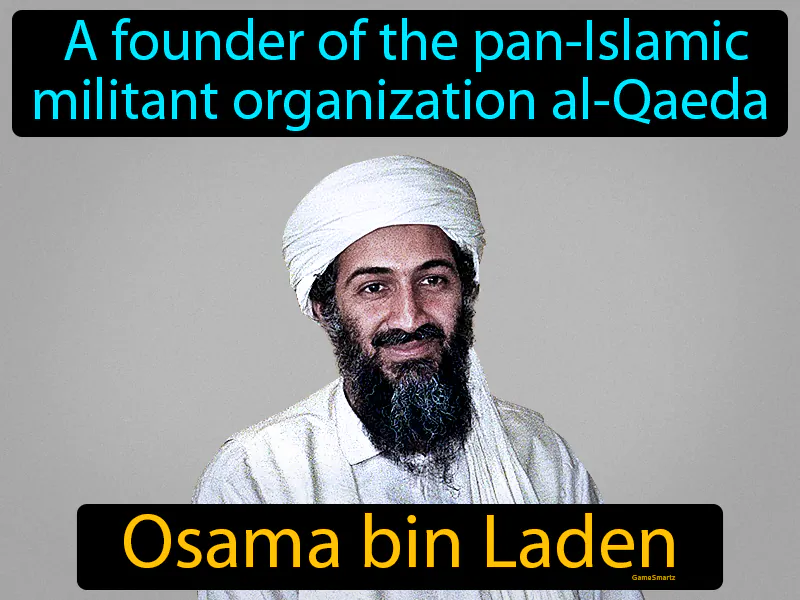 A founder of the pan-Islamic
militant organization al-Qaeda
Osama bin Laden
GameSmartz